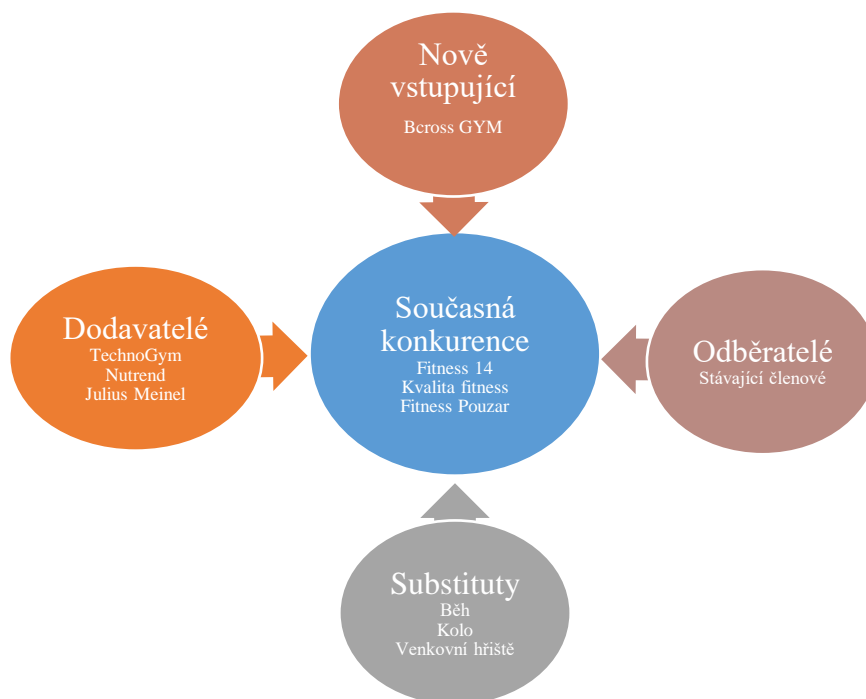 Nově
vstupující
Bcross GYM
Dodavatelé
TechnoGym
Nutrend
Julius Meinel
Současná
konkurence
Fitness 14
Kvalita fitness
Fitness Pouzar
Odběratelé
Stávající členové
Substituty
Běh
Kolo
Venkovní hřiště